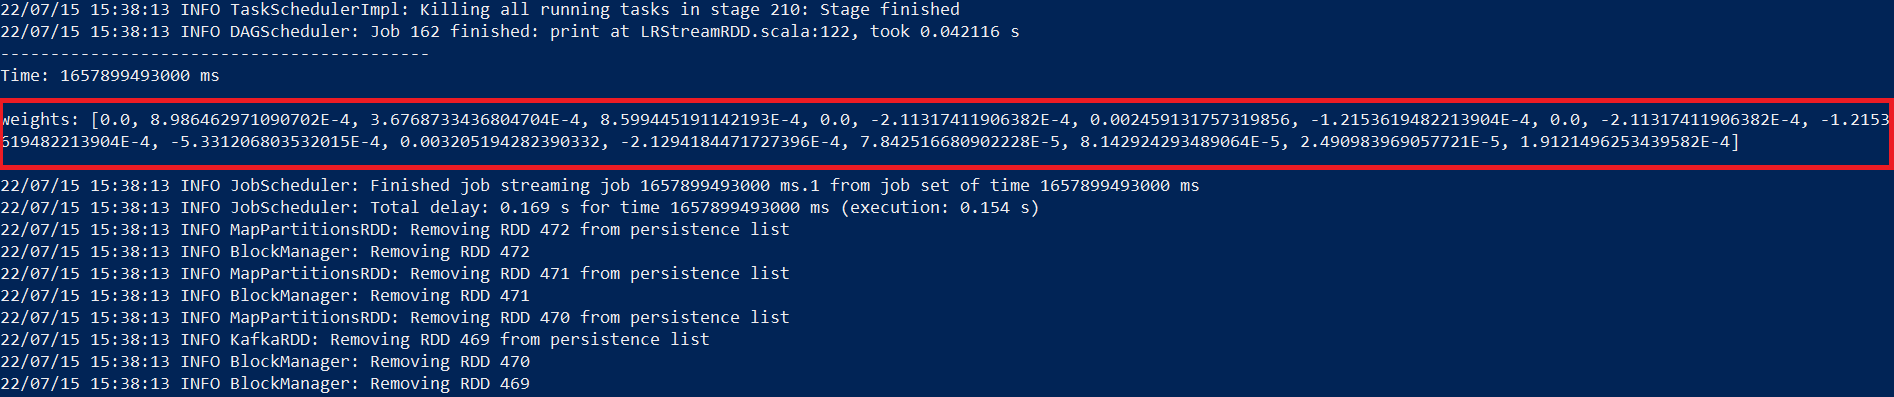 22/07/15 15:38:13 INFO TaskSchedulerImpl: Killing all running tasks in stage 210: Stage finished
22/07/15 15:38:13 INFO DAGScheduler: Job 162 finished: print at LRStreamRDD.scala:122, took 0.042116 s
-------------------------------------------
Time: 1657899493000 ms
weights: [0.0, 8.986462971090702E-4, 3.6768733436804704E-4, 8.599445191142193E-4, 0.0, -2.11317411906382E-4, 0.002459131757319856, -1.2153619482213904E-4, 0.0, -2.11317411906382E-4, -1.2153
619482213904E-4, -5.331206803532015E-4, 0.003205194282390332, -2.1294184471727396E-4, 7.842516680902228E-5, 8.142924293489064E-5, 2.490983969057721E-5, 1.9121496253439582E-4]
22/07/15 15:38:13 INFO JobScheduler: Finished job streaming job 1657899493000 ms.1 from job set of time 1657899493000 ms
22/07/15 15:38:13 INFO JobScheduler: Total delay: 0.169 s for time 1657899493000 ms (execution: 0.154 s)
22/07/15 15:38:13 INFO MapPartitionsRDD: Removing RDD 472 from persistence list
22/07/15 15:38:13 INFO BlockManager: Removing RDD 472
22/07/15 15:38:13 INFO MapPartitionsRDD: Removing RDD 471 from persistence list
22/07/15 15:38:13 INFO BlockManager: Removing RDD 471
22/07/15 15:38:13 INFO MapPartitionsRDD: Removing RDD 470 from persistence list
22/07/15 15:38:13 INFO KafkaRDD: Removing RDD 469 from persistence list
22/07/15 15:38:13 INFO BlockManager: Removing RDD 470
22/07/15 15:38:13 INFO BlockManager: Removing RDD 469